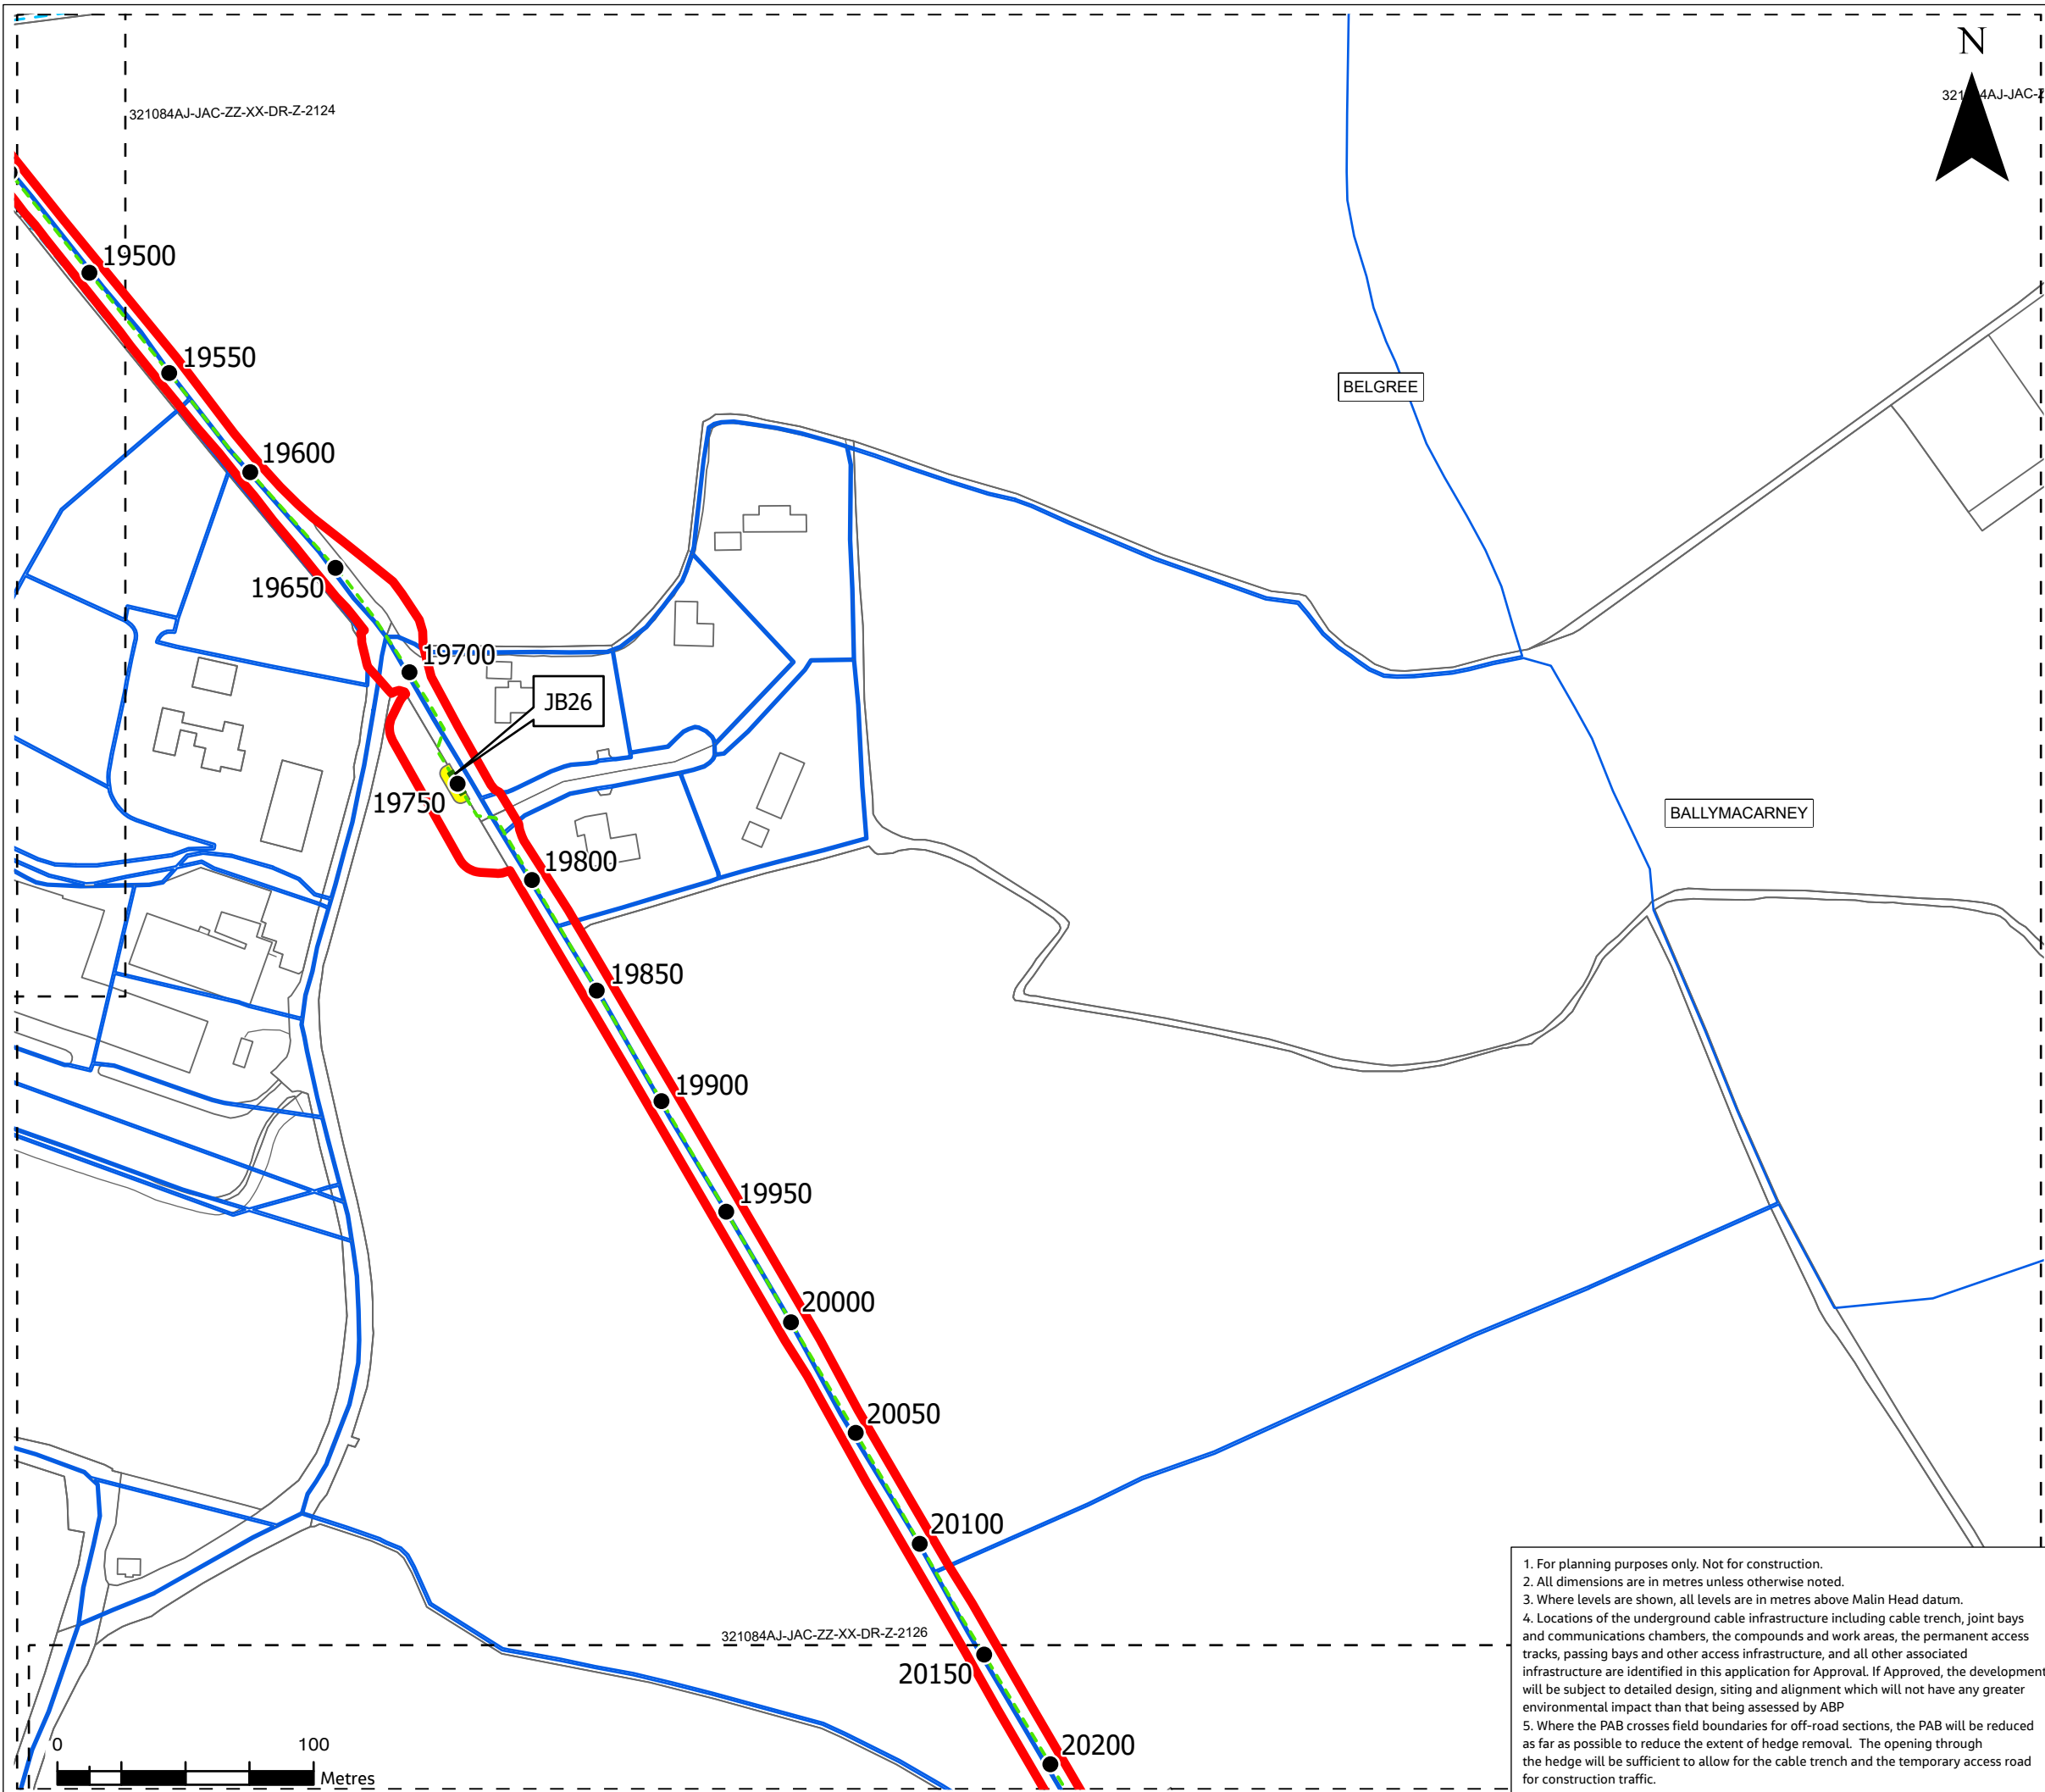 N
321084AJ-JAC-ZZ-XX-DR-Z-2124
19500
19550
BELGREE
19600
19650
19700
JB26
19750
BALLYMACARNEY
19800
19850
19900
19950
20000
20050
20100
321084AJ-JAC-ZZ-XX-DR-Z-2126
20150
20200
0 100
Metres
1. For planning purposes only. Not for construction.
2. All dimensions are in metres unless otherwise noted.
3. Where levels are shown, all levels are in metres above Malin Head datum.
4. Locations of the underground cable infrastructure including cable trench, joint bays
and communications chambers, the compounds and work areas, the permanent access
tracks, passing bays and other access infrastructure, and all other associated
infrastructure are identified in this application for Approval. If Approved, the development
will be subject to detailed design, siting and alignment which will not have any greater
environmental impact than that being assessed by ABP
5. Where the PAB crosses field boundaries for off-road sections, the PAB will be reduced
as far as possible to reduce the extent of hedge removal. The opening through
the hedge will be sufficient to allow for the cable trench and the temporary access road
for construction traffic.